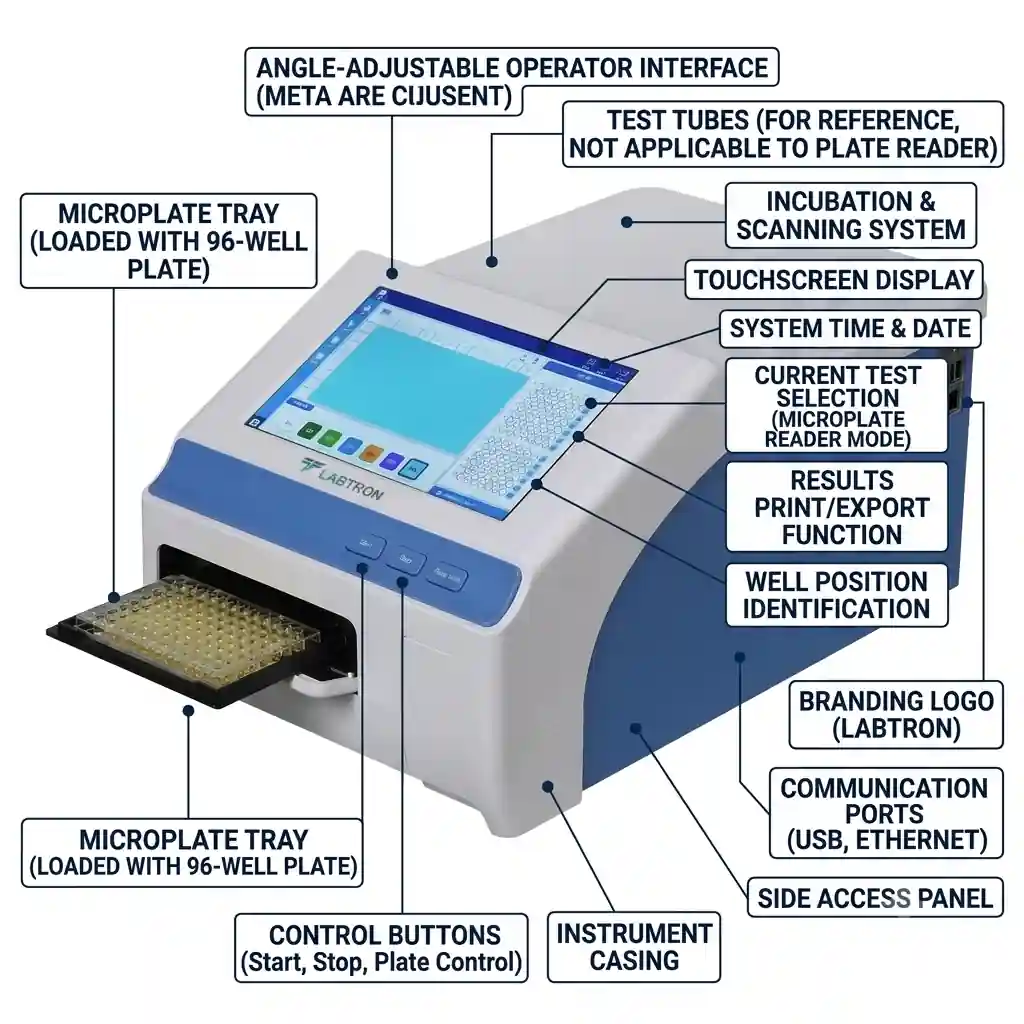 ANGLE-ADJUSTABLE OPERATOR INTERFACE
(META ARE CIJUSENT)
TEST TUBES (FOR REFERENCE,
NOT APPLICABLE TO PLATE READER)
MICROPLATE TRAY
(LOADED WITH 96-WELL
PLATE)
INCUBATION &
SCANNING SYSTEM
TOUCHSCREEN DISPLAY
SYSTEM TIME & DATE
CURRENT TEST
SELECTION
(MICROPLATE
READER MODE)
LABTRON
RESULTS
PRINT/EXPORT
FUNCTION
WELL POSITION
IDENTIFICATION
BRANDING LOGO
(LABTRON)
COMMUNICATION
PORTS
(USB, ETHERNET)
MICROPLATE TRAY
(LOADED WITH 96-WELL PLATE)
SIDE ACCESS PANEL
CONTROL BUTTONS
(Start, Stop, Plate Control)
INSTRUMENT
CASING